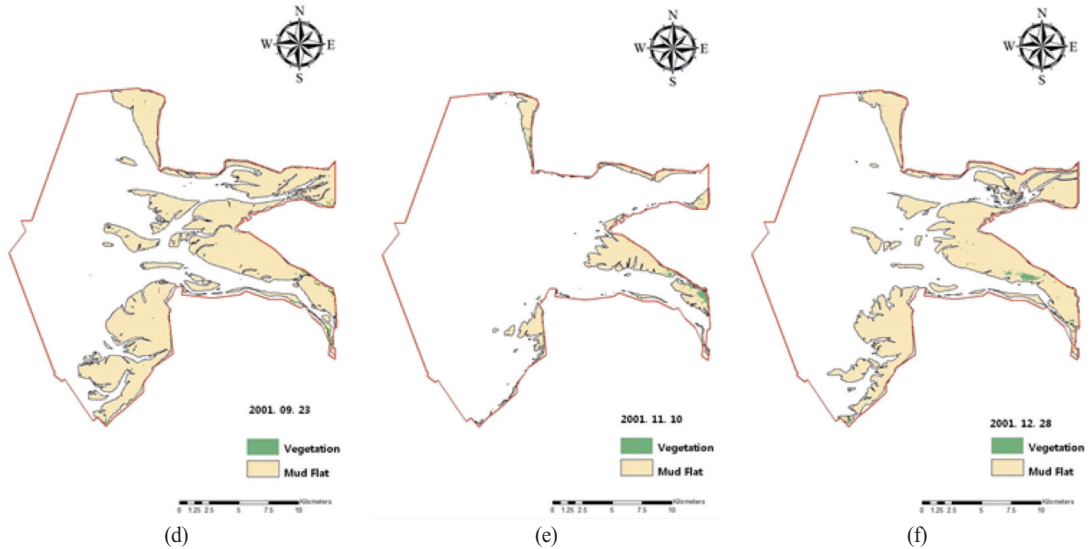 N
W E
S
2001. 09. 23
Vegetation
Mud Flat
Kilometers
0 1.25 2.5 5 7.5 10
(d)
N
W E
S
2001. 11. 10
Vegetation
Mud Flat
Kilometers
0 1.25 2.5 5 7.5 10
(e)
N
W E
S
2001. 12. 28
Vegetation
Mud Flat
Kilometers
0 1.25 2.5 5 7.5 10
(f)